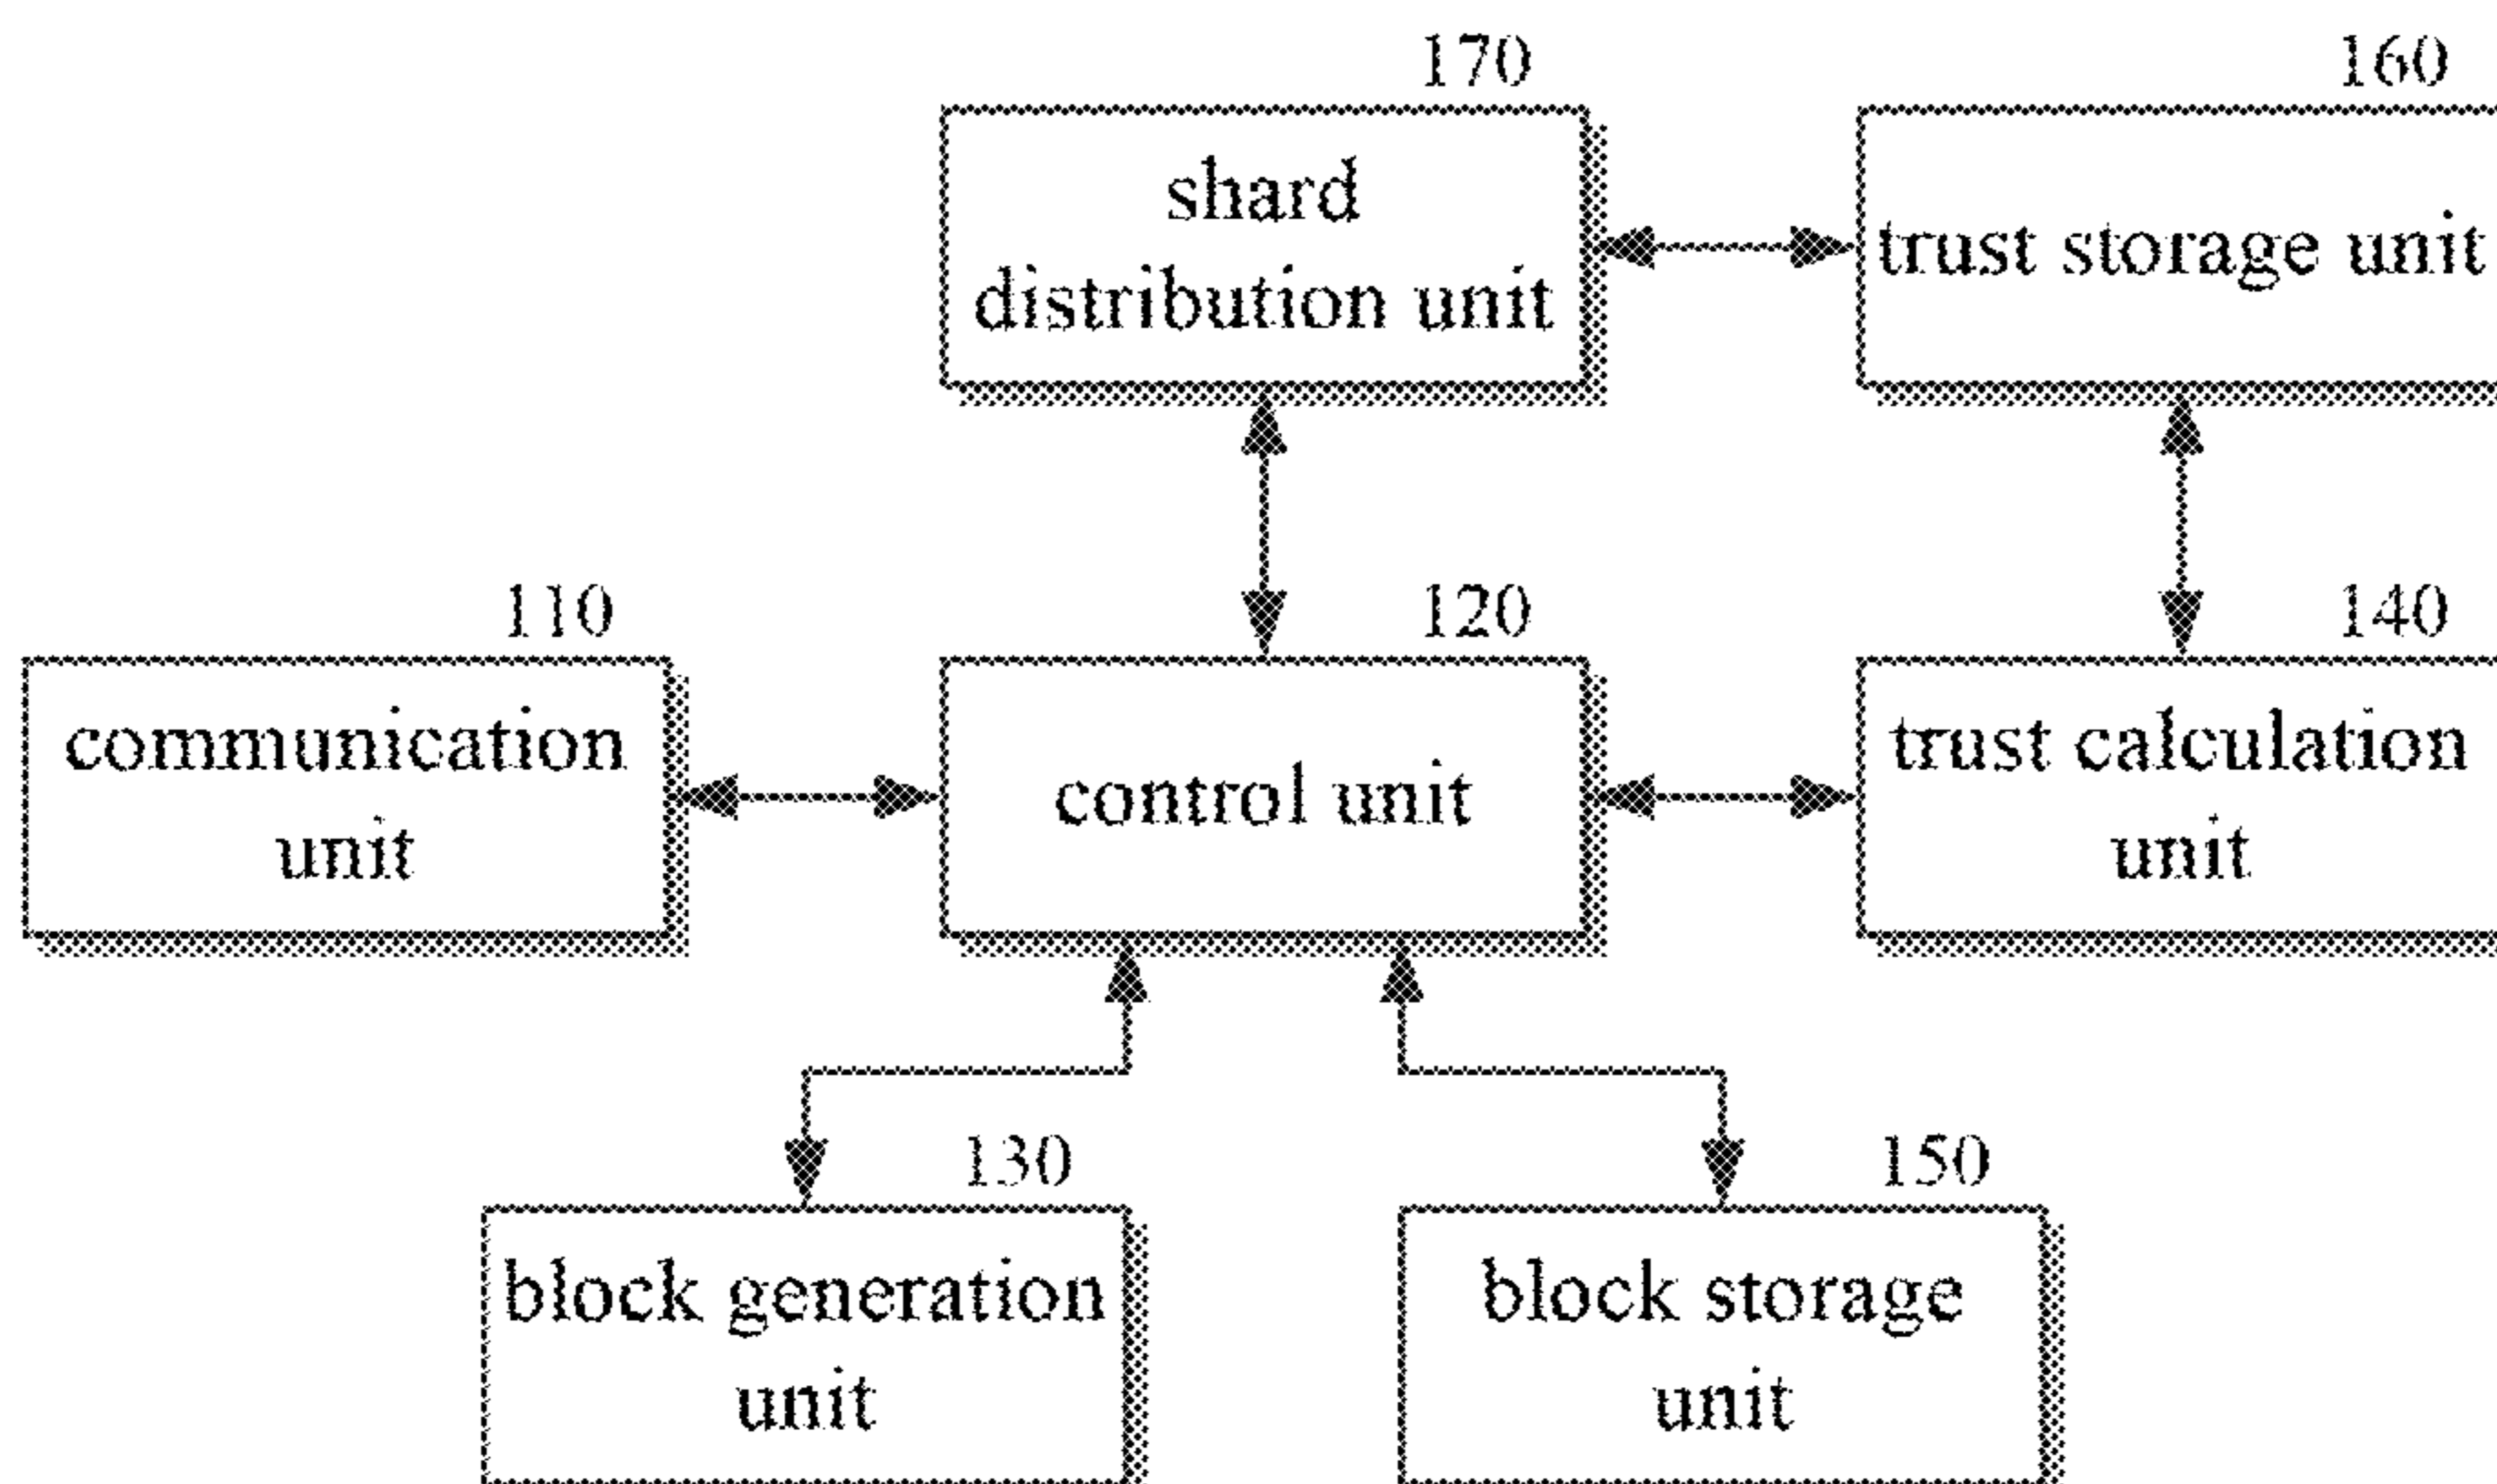 170
160
shard
distribution unit
trust storage unit
110
120
140
communication
unit
control unit
trust calculation
unit
130
150
block generation
unit
block storage
unit